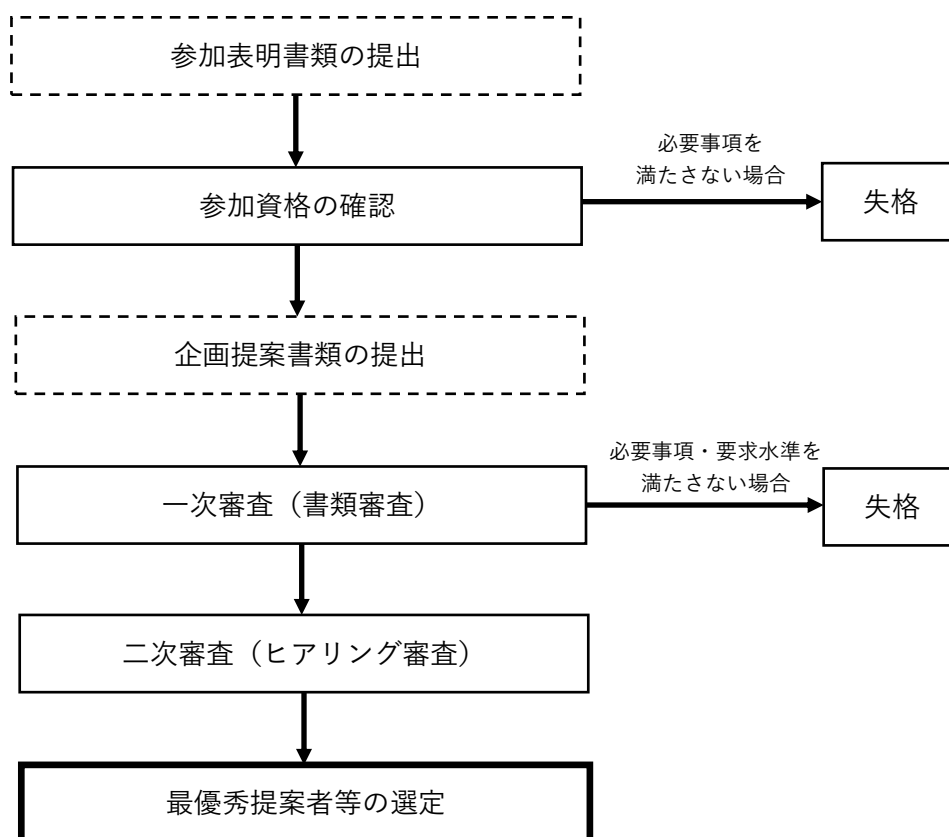 参加表明書類の提出
必要事項を
満たさない場合
参加資格の確認
失格
企画提案書類の提出
必要事項・要求水準を
満たさない場合
一次審査（書類審査）
失格
二次審査（ヒアリング審査）
最優秀提案者等の選定